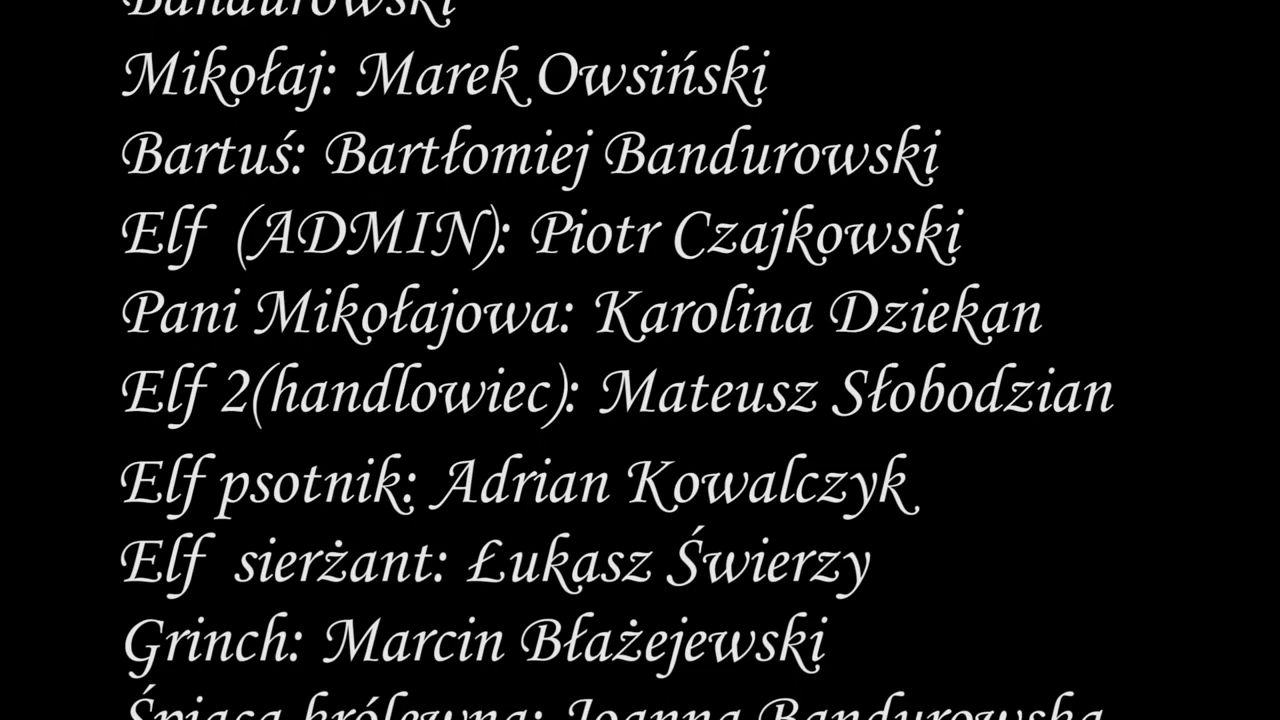 Bandurowski
Mikołaj: Marek Owsiński
Bartuś: Bartłomiej Bandurowski
Elf (ADMIN): Piotr Czajkowski
Pani Mikołajowa: Karolina Dziekan
Elf 2(handlowiec): Mateusz Słobodzian
Elf psotnik: Adrian Kowalczyk
Elf sierżant: Łukasz Świerzy
Grinch: Marcin Błażejewski
Śpiąca królewna: Joanna Bandurowska